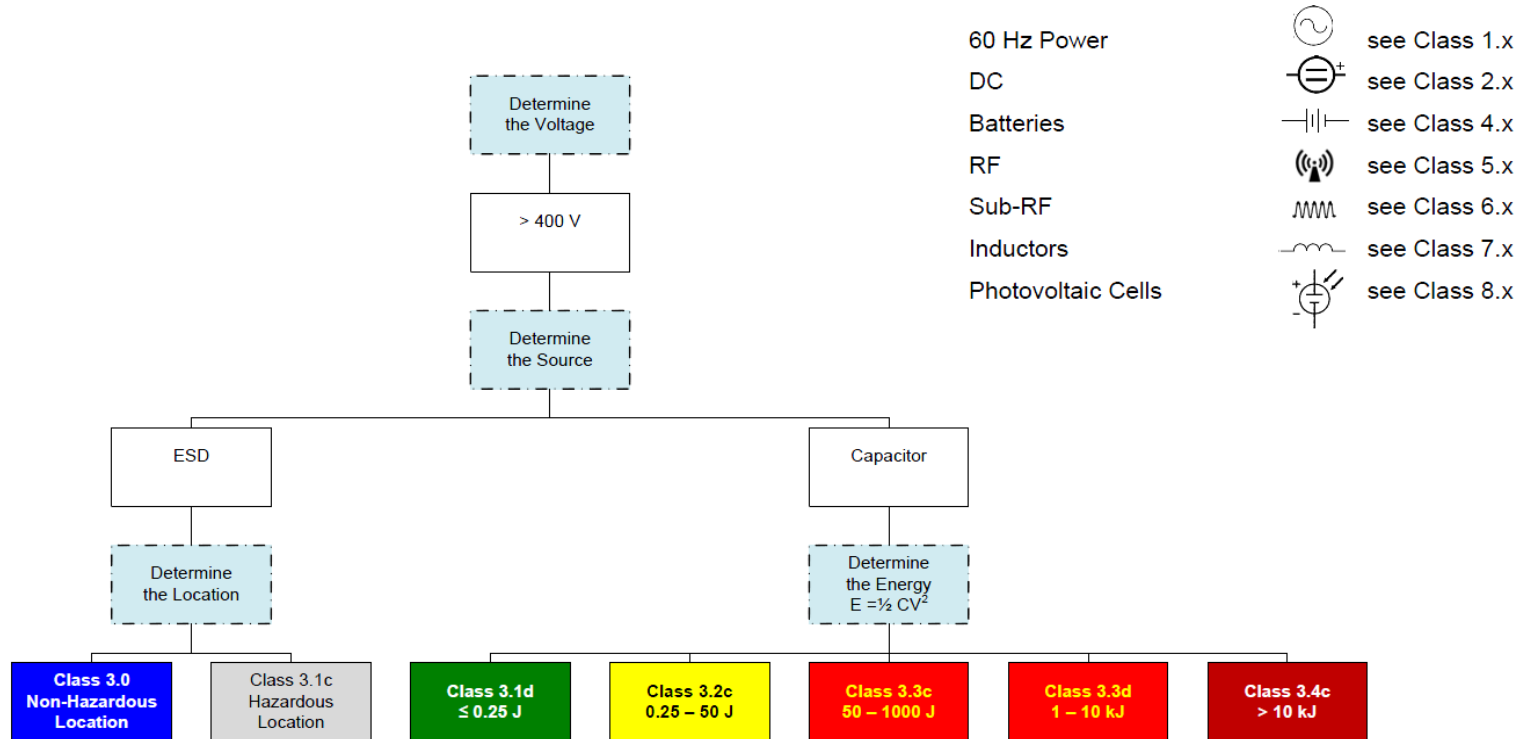 60 Hz Power see Class 1.x
DC see Class 2.x
Batteries see Class 4.x
RF see Class 5.x
Sub-RF see Class 6.x
Inductors see Class 7.x
Photovoltaic Cells see Class 8.x
Determine
the Voltage
> 400 V
Determine
the Source
ESD
Capacitor
Determine
the Location
Determine
the Energy
E =½ CV²
Class 3.0
Non-Hazardous
Location
Class 3.1c
Hazardous
Location
Class 3.1d
≤ 0.25 J
Class 3.2c
0.25 – 50 J
Class 3.3c
50 – 1000 J
Class 3.3d
1 – 10 kJ
Class 3.4c
> 10 kJ